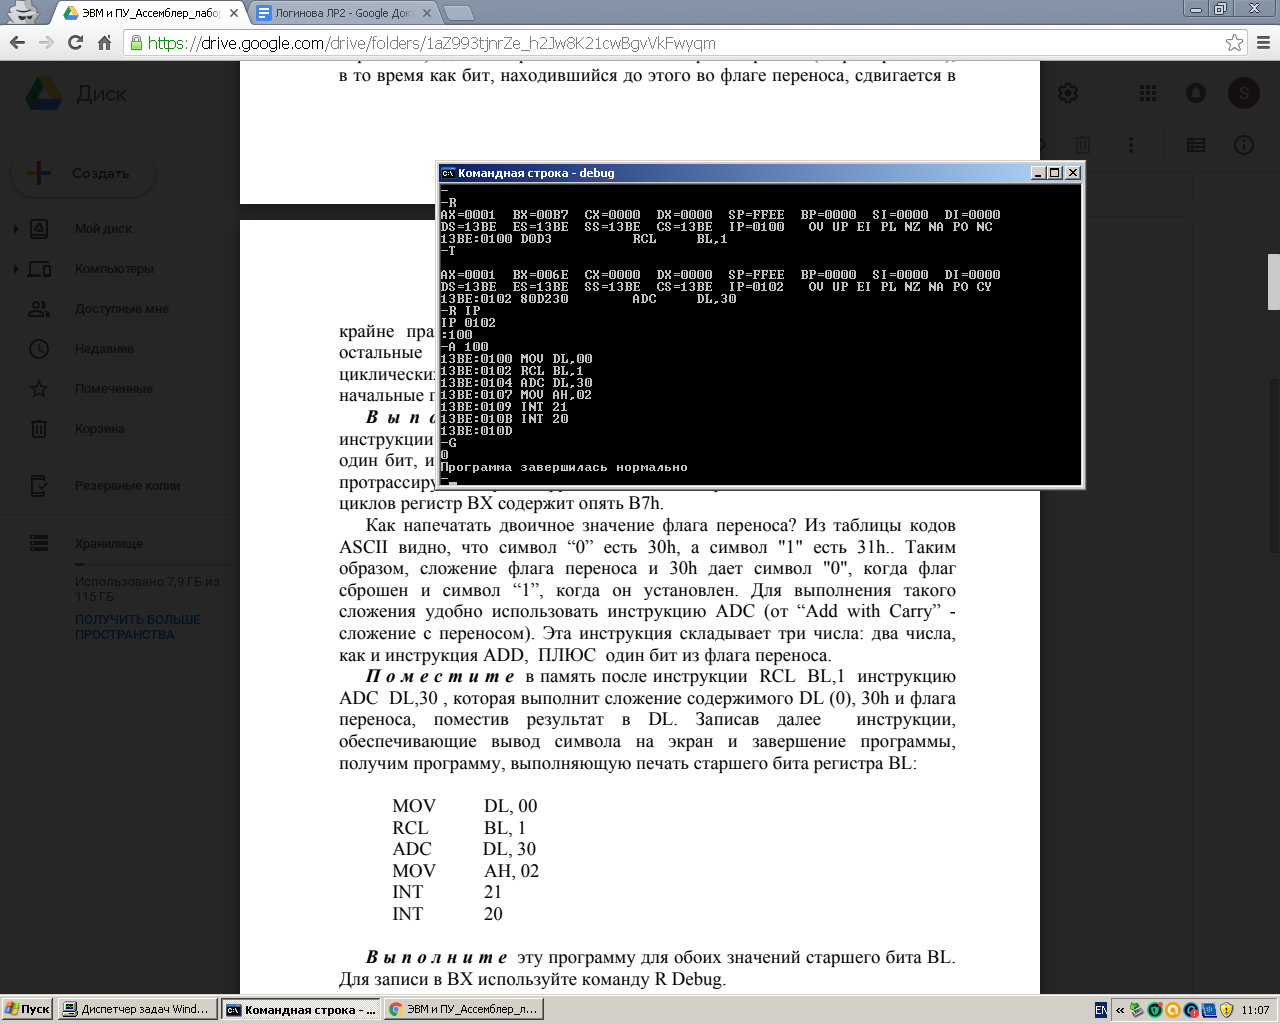 ЭВМ и ПУ_Ассемблер_лабор
Логинова ЛР2 - Google Док
https://drive.google.com/drive/folders/1aZ993tjnrZe_h2Jw8K21cwBgvVkFwyqm
Диск
S
Создать
Мой диск
Компьютеры
Доступные мне
Недавние
Помеченные
Корзина
Резервные копии
Хранилище
Использовано 7,9 ГБ из
115 ГБ
ПОЛУЧИТЬ БОЛЬШЕ
ПРОСТРАНСТВА
в то время как бит, находившийся до этого во флаге переноса, сдвигается в
Командная строка - debug
-
-R
AX=0001 BX=00B7 CX=0000 DX=0000 SP=FFEE BP=0000 SI=0000 DI=0000
DS=13BE ES=13BE SS=13BE CS=13BE IP=0100 OV UP EI PL NZ NA PO NC
13BE:0100 D0D3 RCL BL,1
-T
AX=0001 BX=006E CX=0000 DX=0000 SP=FFEE BP=0000 SI=0000 DI=0000
DS=13BE ES=13BE SS=13BE CS=13BE IP=0102 OV UP EI PL NZ NA PO CY
13BE:0102 80D230 ADC DL,30
-R IP
IP 0102
:100
-A 100
13BE:0100 MOV DL,00
13BE:0102 RCL BL,1
13BE:0104 ADC DL,30
13BE:0107 MOV AH,02
13BE:0109 INT 21
13BE:010B INT 20
13BE:010D
-G
0
Программа завершилась нормально
-
крайне пра
остальные
циклических
начальные п
Выпо
инструкции
один бит, и
протрассиру
циклов регистр BX содержит опять B7h.
Как напечатать двоичное значение флага переноса? Из таблицы кодов
ASCII видно, что символ “0” есть 30h, а символ "1" есть 31h.. Таким
образом, сложение флага переноса и 30h дает символ "0", когда флаг
сброшен и символ “1”, когда он установлен. Для выполнения такого
сложения удобно использовать инструкцию ADC (от “Add with Carry” -
сложение с переносом). Эта инструкция складывает три числа: два числа,
как и инструкция ADD, ПЛЮС один бит из флага переноса.
Поместите в память после инструкции RCL BL,1 инструкцию
ADC DL,30 , которая выполнит сложение содержимого DL (0), 30h и флага
переноса, поместив результат в DL. Записав далее инструкции,
обеспечивающие вывод символа на экран и завершение программы,
получим программу, выполняющую печать старшего бита регистра BL:
MOV DL, 00
RCL BL, 1
ADC DL, 30
MOV AH, 02
INT 21
INT 20
Выполните эту программу для обоих значений старшего бита BL.
Для записи в BX используйте команду R Debug.
Пуск
Диспетчер задач Wind...
Командная строка - ...
ЭВМ и ПУ_Ассемблер_л...
EN
11:07